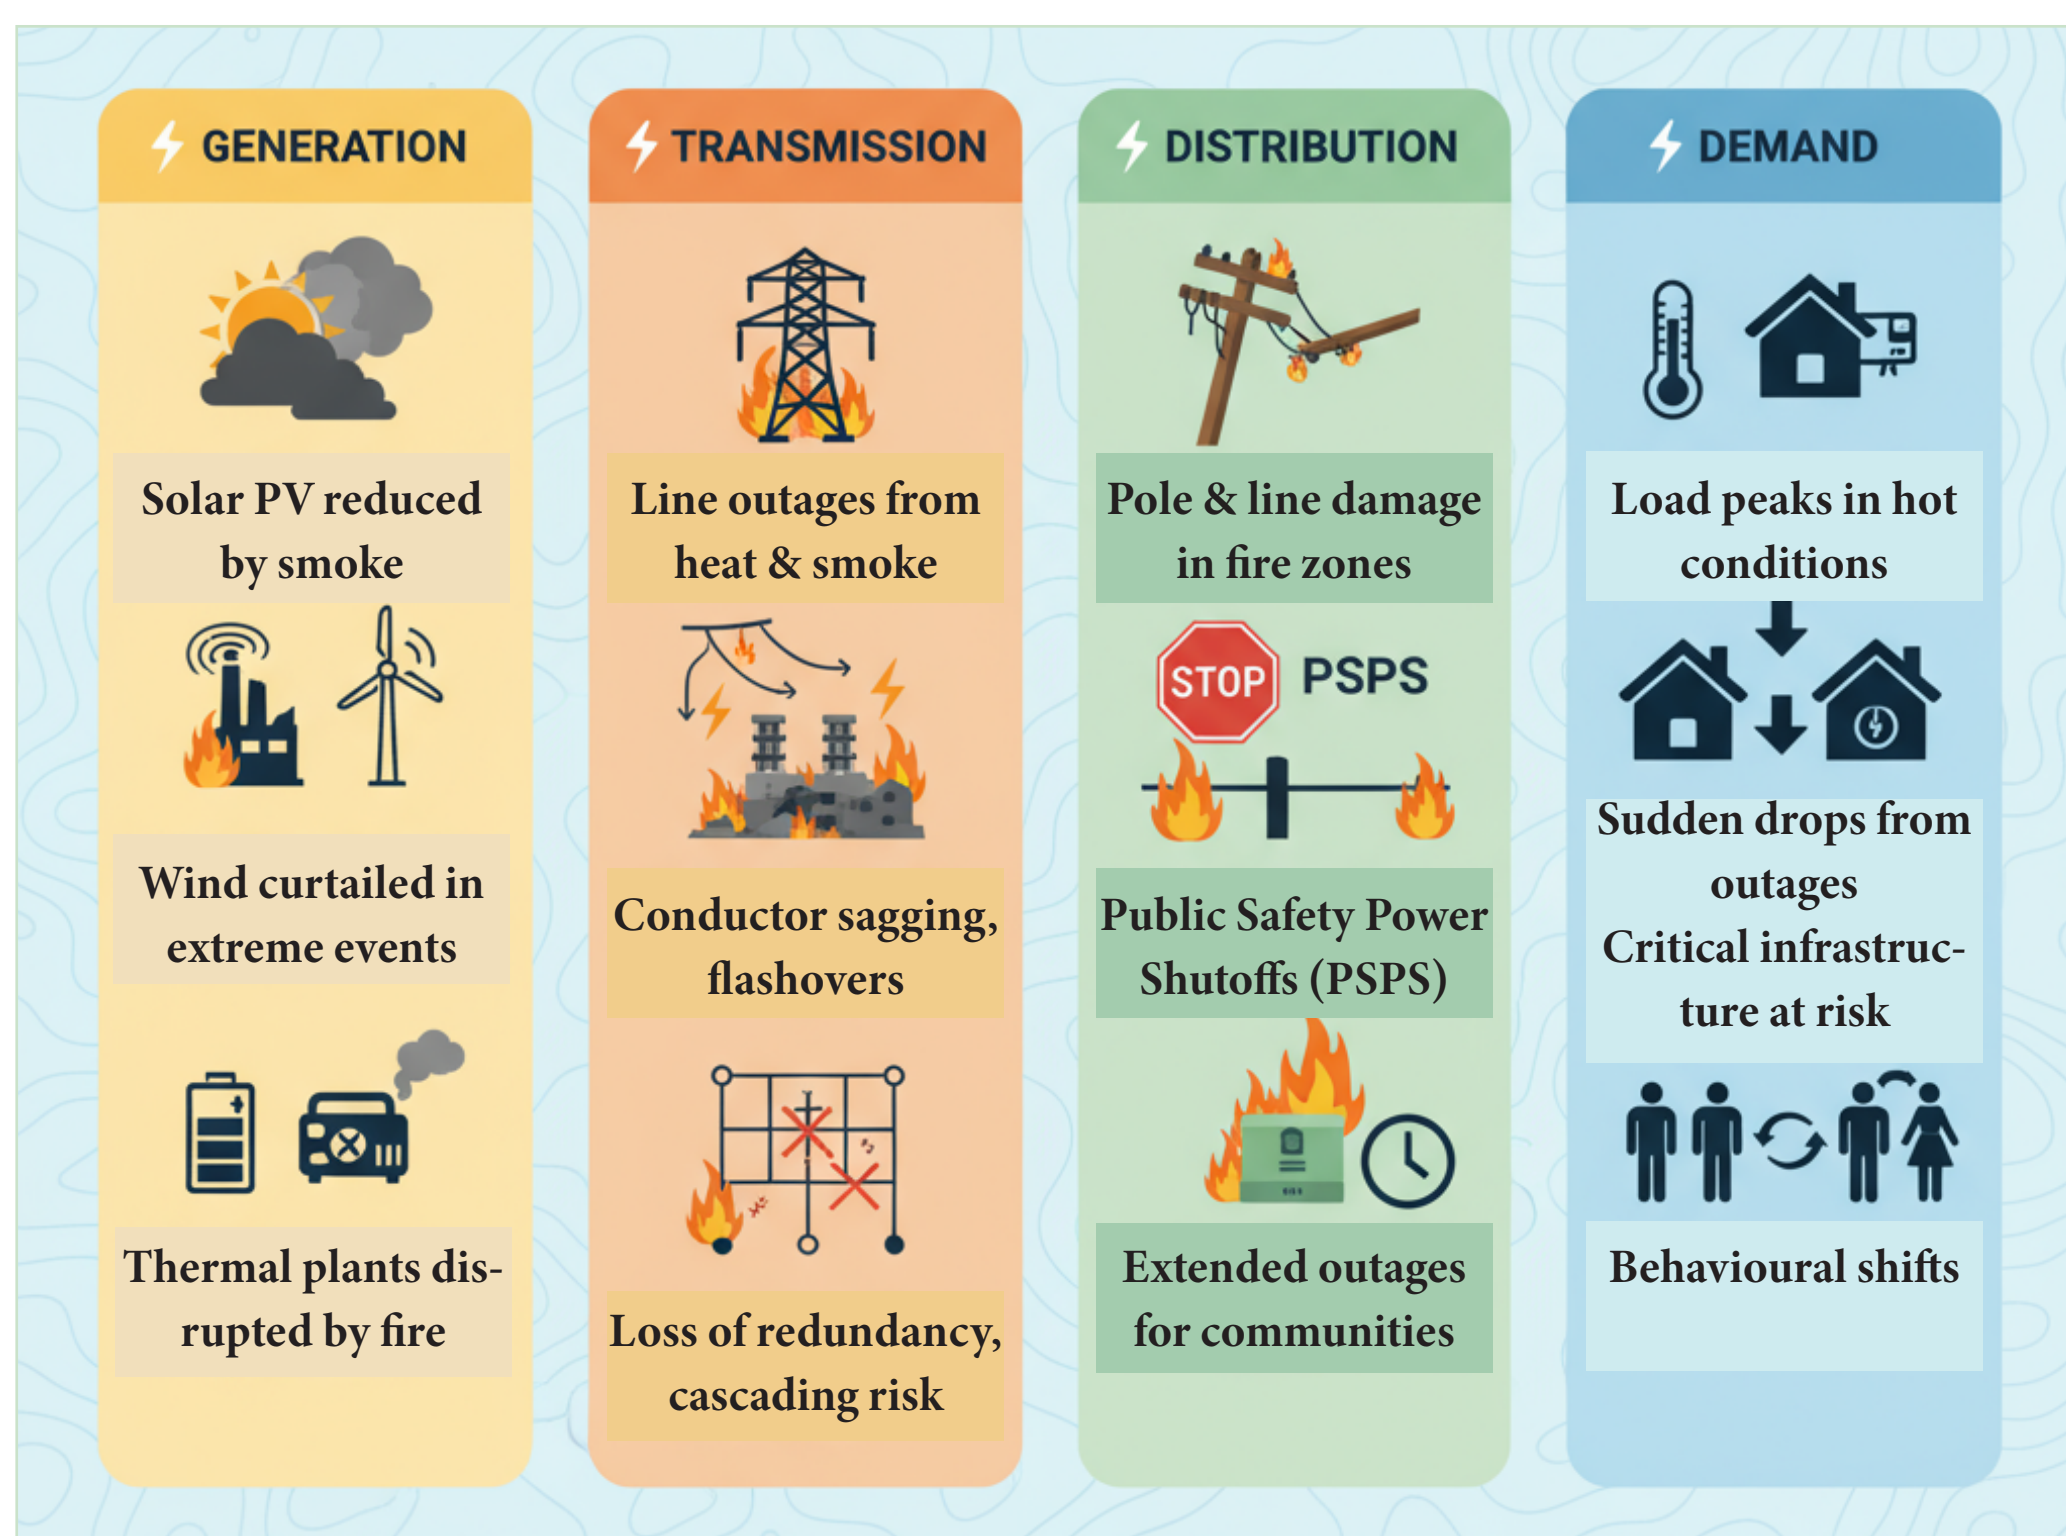 GENERATION
Solar PV reduced
by smoke
Wind curtailed in
extreme events
Thermal plants dis-
rupted by fire
TRANSMISSION
Line outages from
heat & smoke
Conductor sagging,
flashovers
Loss of redundancy,
cascading risk
DISTRIBUTION
Pole & line damage
in fire zones
STOP PSPS
Public Safety Power
Shutoffs (PSPS)
Extended outages
for communities
DEMAND
Load peaks in hot
conditions
Sudden drops from
outages
Critical infrastruc-
ture at risk
Behavioural shifts